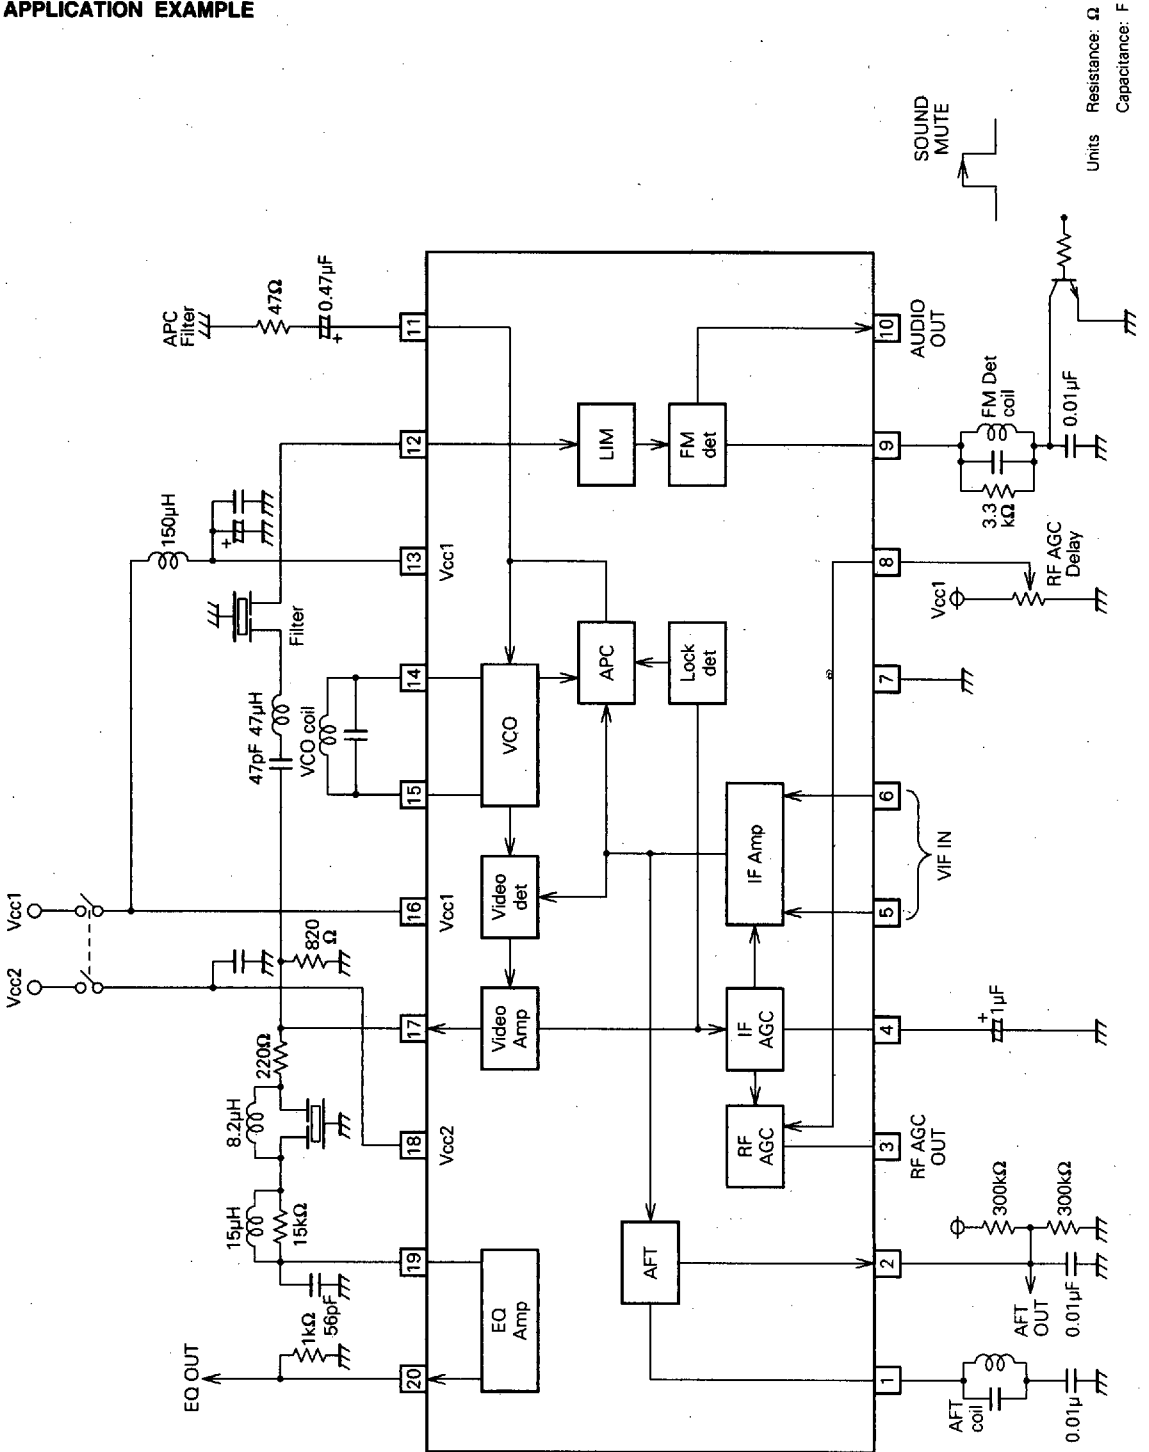 APPLICATION EXAMPLE
EQ OUT
1kΩ
56pF
15µH
15kΩ
8.2µH
220Ω
Vcc2
Vcc1
820
Ω
47pF 47µH
VCO coil
Filter
150µH
+
APC
Filter
47Ω
0.47µF
+
20
19
18
17
16
15
14
13
12
11
Vcc2
Vcc1
Vcc1
EQ
Amp
Video
Amp
Video
det
VCO
APC
Lock
det
LIM
FM
det
AFT
RF
AGC
IF
AGC
IF Amp
1
2
3
4
5
6
7
8
9
10
AFT
coil
0.01µ
AFT
OUT
0.01µF
300kΩ
300kΩ
RF AGC
OUT
+
1µF
VIF IN
Vcc1
RF AGC
Delay
3.3
kΩ
FM Det
coil
0.01µF
AUDIO
OUT
SOUND
MUTE
Units Resistance: Ω
Capacitance: F